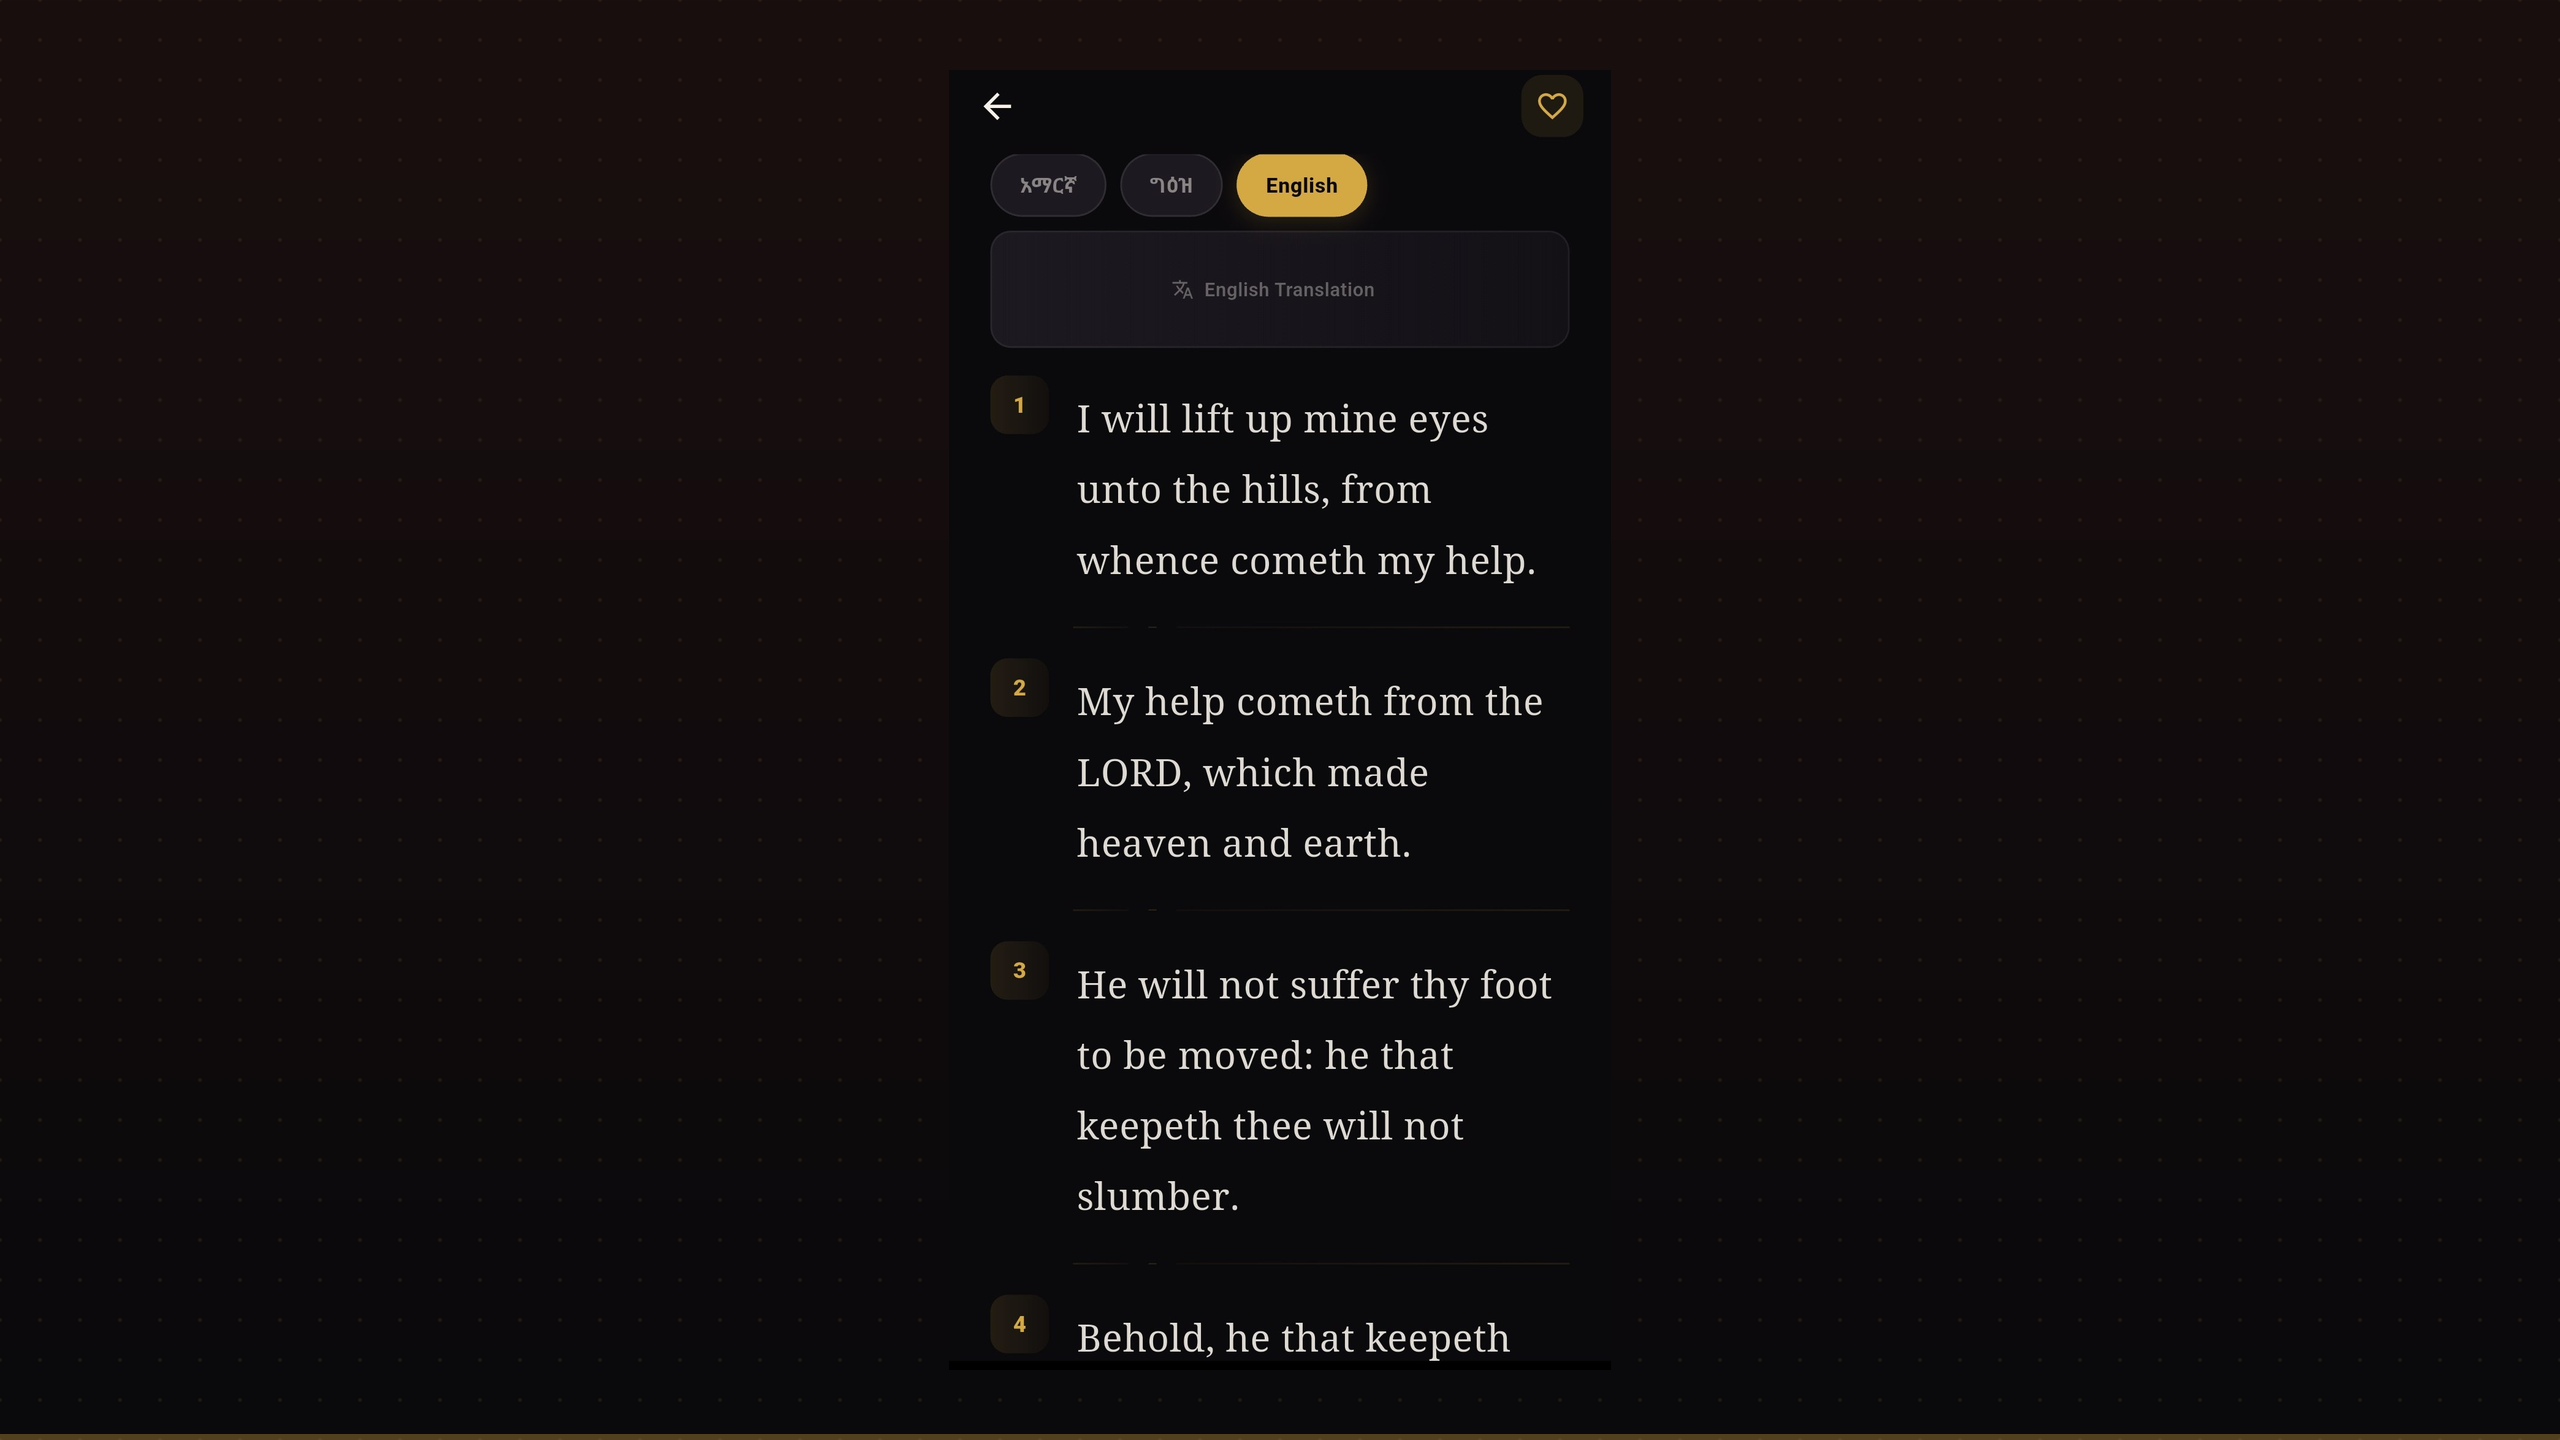 አማርኛ ግዕዝ English
English Translation
1 I will lift up mine eyes
unto the hills, from
whence cometh my help.
2 My help cometh from the
LORD, which made
heaven and earth.
3 He will not suffer thy foot
to be moved: he that
keepeth thee will not
slumber.
4 Behold, he that keepeth